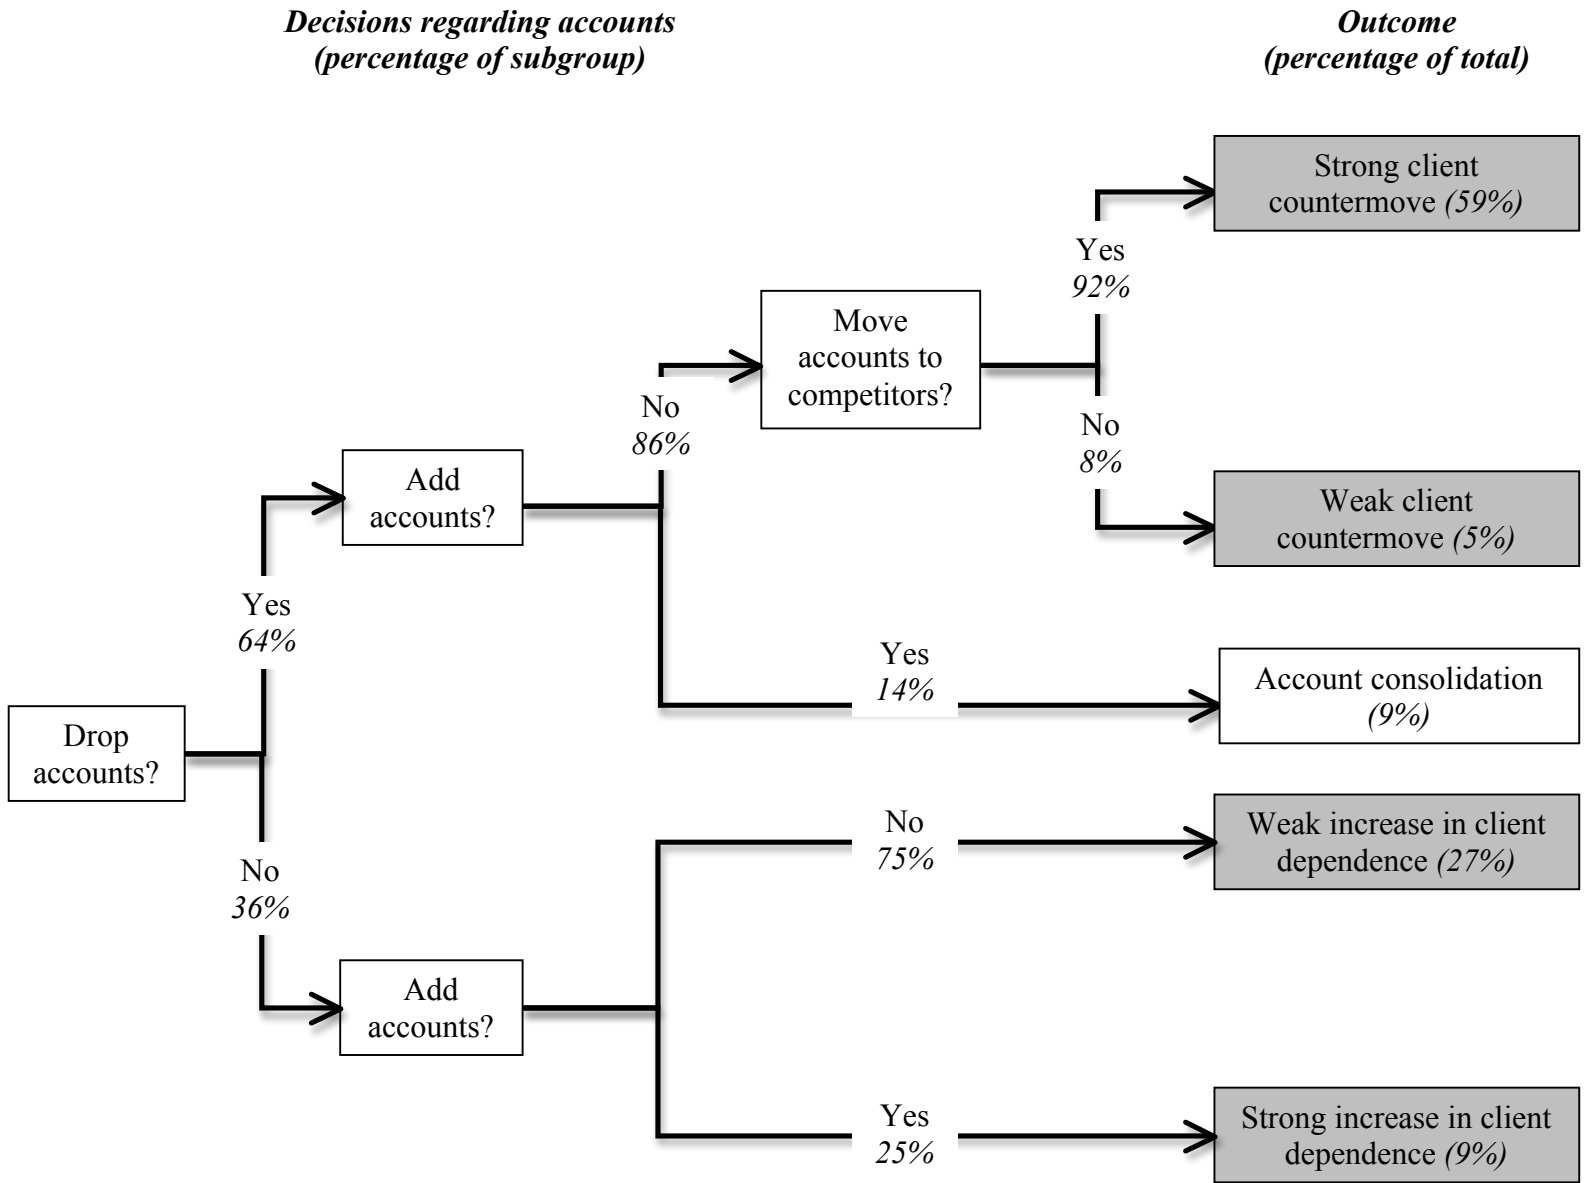 Decisions regarding accounts
(percentage of subgroup)
Outcome
(percentage of total)
Strong client
countermove (59%)
Yes
92%
Move
accounts to
competitors?
No
86%
No
8%
Add
accounts?
Weak client
countermove (5%)
Yes
64%
Yes
14%
Account consolidation
(9%)
Drop
accounts?
No
75%
Weak increase in client
dependence (27%)
No
36%
Add
accounts?
Yes
25%
Strong increase in client
dependence (9%)